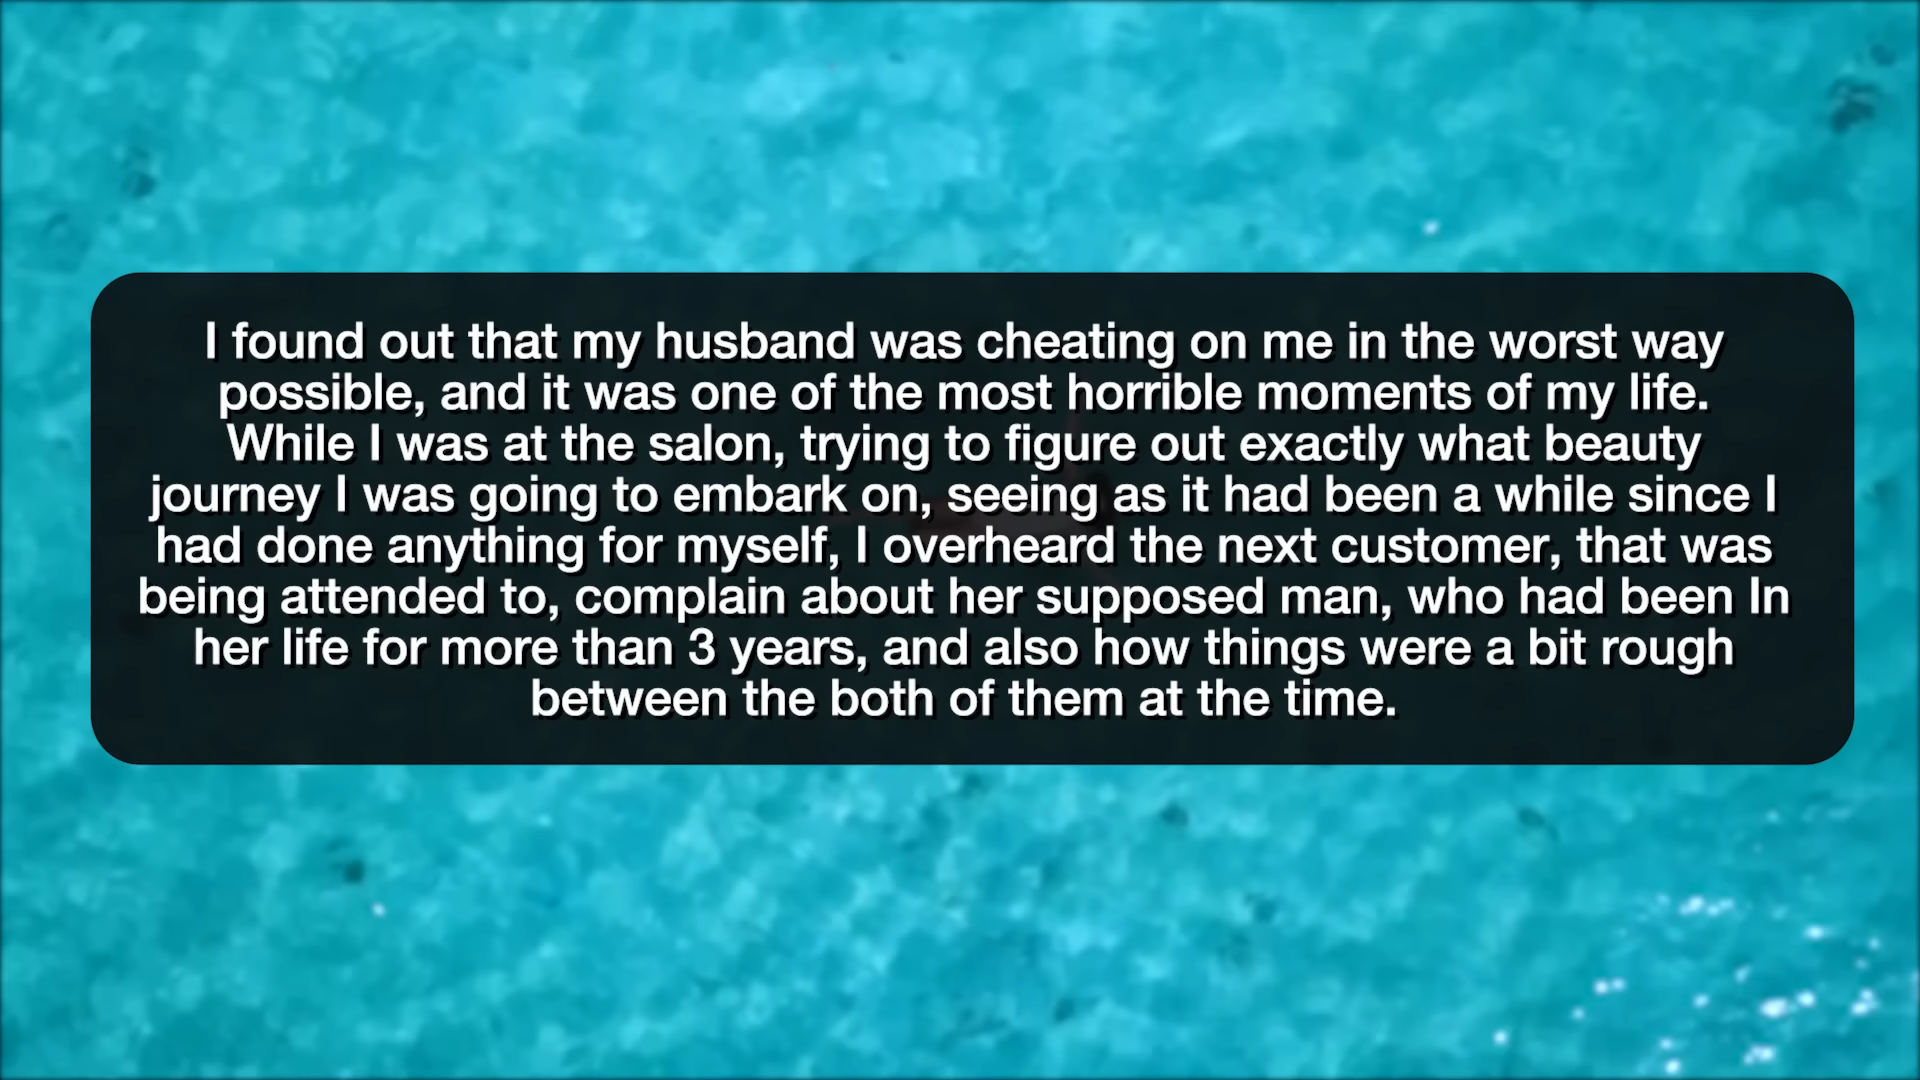 I found out that my husband was cheating on me in the worst way
possible, and it was one of the most horrible moments of my life.
While I was at the salon, trying to figure out exactly what beauty
journey I was going to embark on, seeing as it had been a while since I
had done anything for myself, I overheard the next customer, that was
being attended to, complain about her supposed man, who had been In
her life for more than 3 years, and also how things were a bit rough
between the both of them at the time.